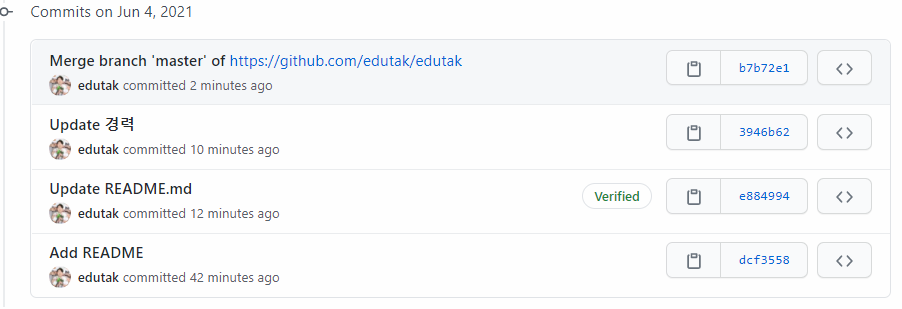 Commits on Jun 4, 2021
Merge branch 'master' of https://github.com/edutak/edutak
edutak committed 2 minutes ago
b7b72e1
Update 경력
edutak committed 10 minutes ago
3946b62
Update README.md
edutak committed 12 minutes ago
Verified
e884994
Add README
edutak committed 42 minutes ago
dcf3558